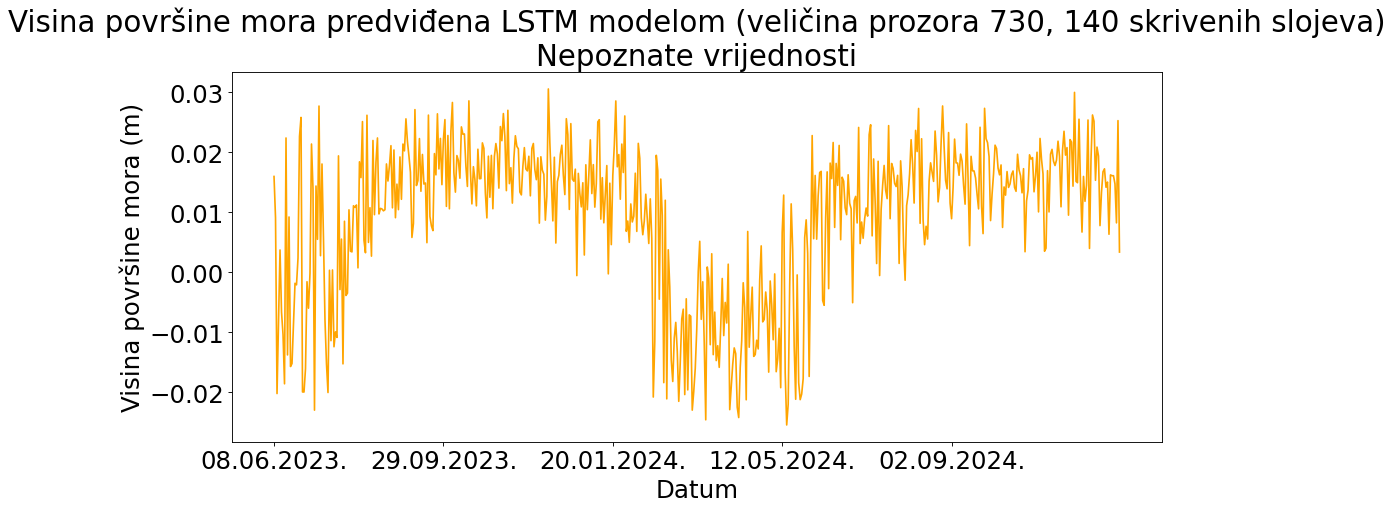 Visina površine mora predviđena LSTM modelom (veličina prozora 730, 140 skrivenih slojeva)
Nepoznate vrijednosti
Visina površine mora (m)
0.03
0.02
0.01
0.00
−0.01
−0.02
08.06.2023. 29.09.2023. 20.01.2024. 12.05.2024. 02.09.2024.
Datum